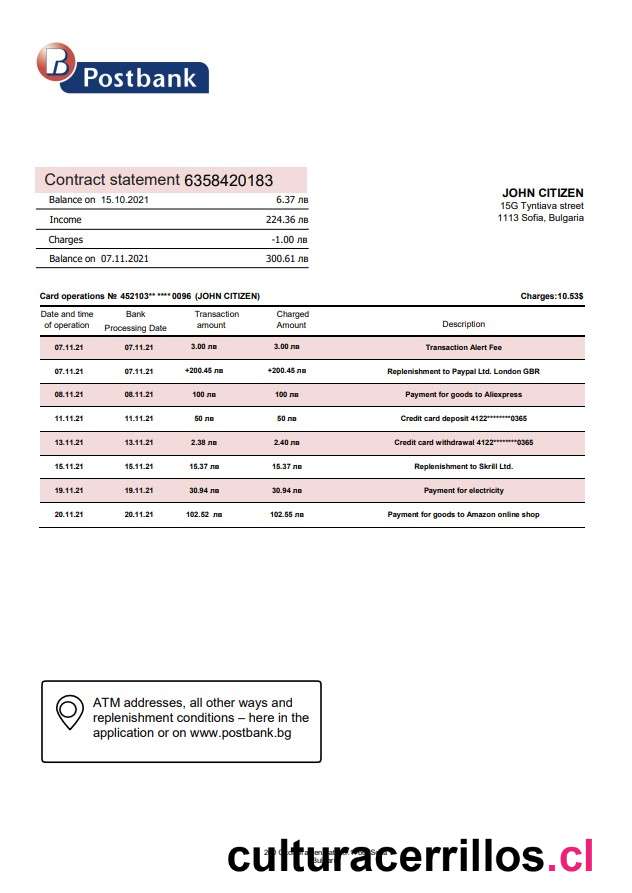 Postbank
Contract statement 6358420183
Balance on 15.10.2021 6.37 лв
Income 224.36 лв
Charges -1.00 лв
Balance on 07.11.2021 300.61 лв
JOHN CITIZEN
15G Tyntiava street
1113 Sofia, Bulgaria
Card operations № 452103** **** 0096 (JOHN CITIZEN) Charges:10.53$
Date and time of operation Bank Processing Date Transaction amount Charged Amount Description
07.11.21 07.11.21 3.00 лв 3.00 лв Transaction Alert Fee
07.11.21 07.11.21 +200.45 лв +200.45 лв Replenishment to Paypal Ltd. London GBR
08.11.21 08.11.21 100 лв 100 лв Payment for goods to Aliexpress
11.11.21 11.11.21 50 лв 50 лв Credit card deposit 4122********0365
13.11.21 13.11.21 2.38 лв 2.40 лв Credit card withdrawal 4122********0365
15.11.21 15.11.21 15.37 лв 15.37 лв Replenishment to Skrill Ltd.
19.11.21 19.11.21 30.94 лв 30.94 лв Payment for electricity
20.11.21 20.11.21 102.52 лв 102.55 лв Payment for goods to Amazon online shop
ATM addresses, all other ways and
replenishment conditions – here in the
application or on www.postbank.bg
culturacerrillos.cl